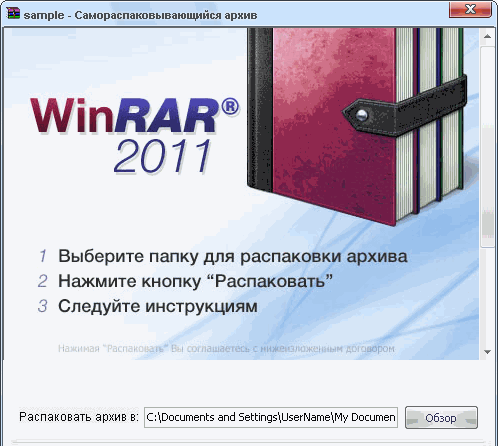 sample - Самораспаковывающийся архив
WinRAR®
2011
1 Выберите папку для распаковки архива
2 Нажмите кнопку “Распаковать”
3 Следуйте инструкциям
Нажимая “Распаковать” Вы соглашаетесь с нижеизложенным договором
Распаковать архив в: C:\Documents and Settings\UserName\My Documen Обзор